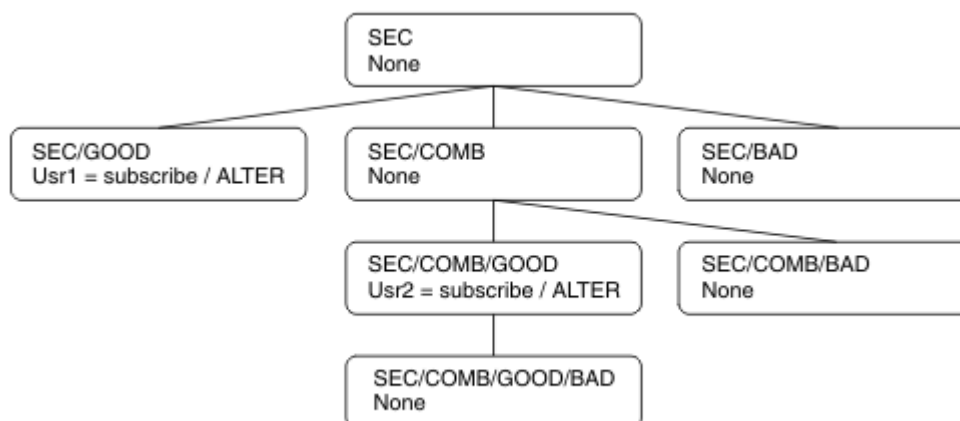 SEC
None
SEC/GOOD
Usr1 = subscribe / ALTER
SEC/COMB
None
SEC/BAD
None
SEC/COMB/GOOD
Usr2 = subscribe / ALTER
SEC/COMB/BAD
None
SEC/COMB/GOOD/BAD
None